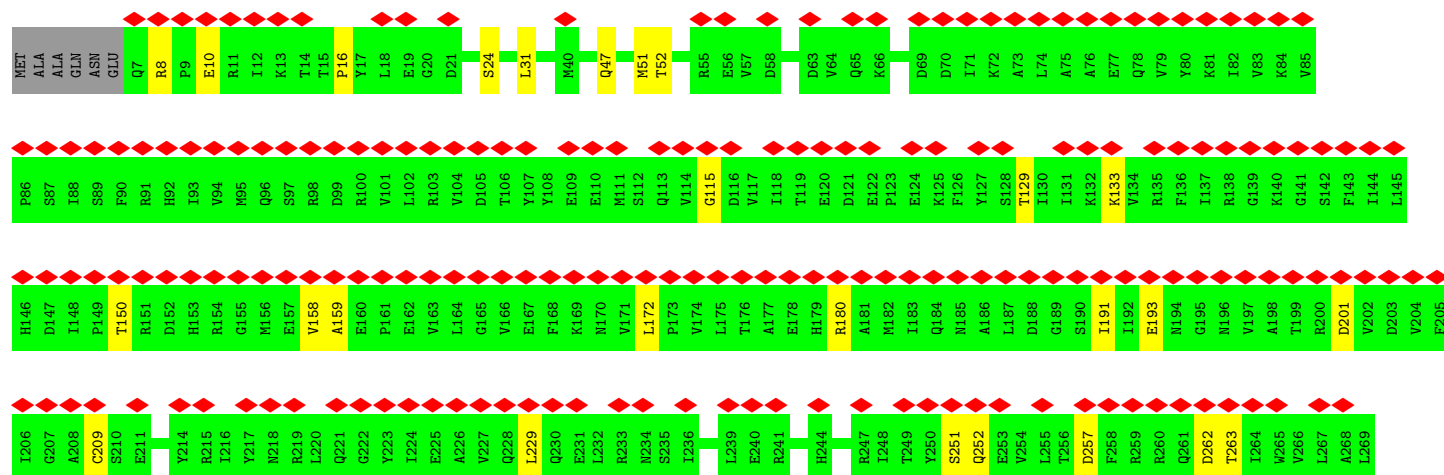 MET ALA ALA GLN ASN GLU Q7 R8 P9 E10 R11 I12 K13 T14 T15 P16 Y17 L18 E19 G20 D21 S24 L31 M40 Q47 M51 T52 R55 E56 V57 D58 D63 V64 Q65 K66 D69 D70 I71 K72 A73 L74 A75 A76 E77 Q78 V79 Y80 K81 I82 V83 K84 V85
P86 S87 I88 S89 F90 R91 H92 I93 V94 M95 Q96 S97 R98 D99 R100 V101 L102 R103 V104 D105 T106 Y107 Y108 E109 E110 M111 S112 Q113 V114 G115 D116 V117 I118 T119 E120 D121 E122 P123 E124 K125 F126 Y127 S128 T129 I130 I131 K132 K133 V134 R135 F136 I137 R138 G139 K140 G141 S142 F143 I144 L145
H146 D147 I148 P149 T150 R151 D152 H153 R154 G155 M156 E157 V158 A159 E160 P161 E162 V163 L164 G165 V166 E167 F168 K169 N170 V171 L172 P173 V174 L175 T176 A177 E178 H179 R180 A181 M182 I183 Q184 N185 A186 L187 D188 G189 S190 I191 I192 E193 N194 G195 N196 V197 A198 T199 R200 D201 V202 D203 V204 F205
I206 G207 A208 C209 S210 E211 Y214 R215 I216 Y217 N218 R219 L220 Q221 G222 Y223 I224 E225 A226 V227 Q228 L229 Q230 E231 L232 R233 N234 S235 I236 L239 E240 R241 H244 R247 I248 T249 Y250 S251 Q252 E253 V254 L255 T256 D257 F258 R259 R260 Q261 D262 T263 I264 W265 V266 L267 A268 L269